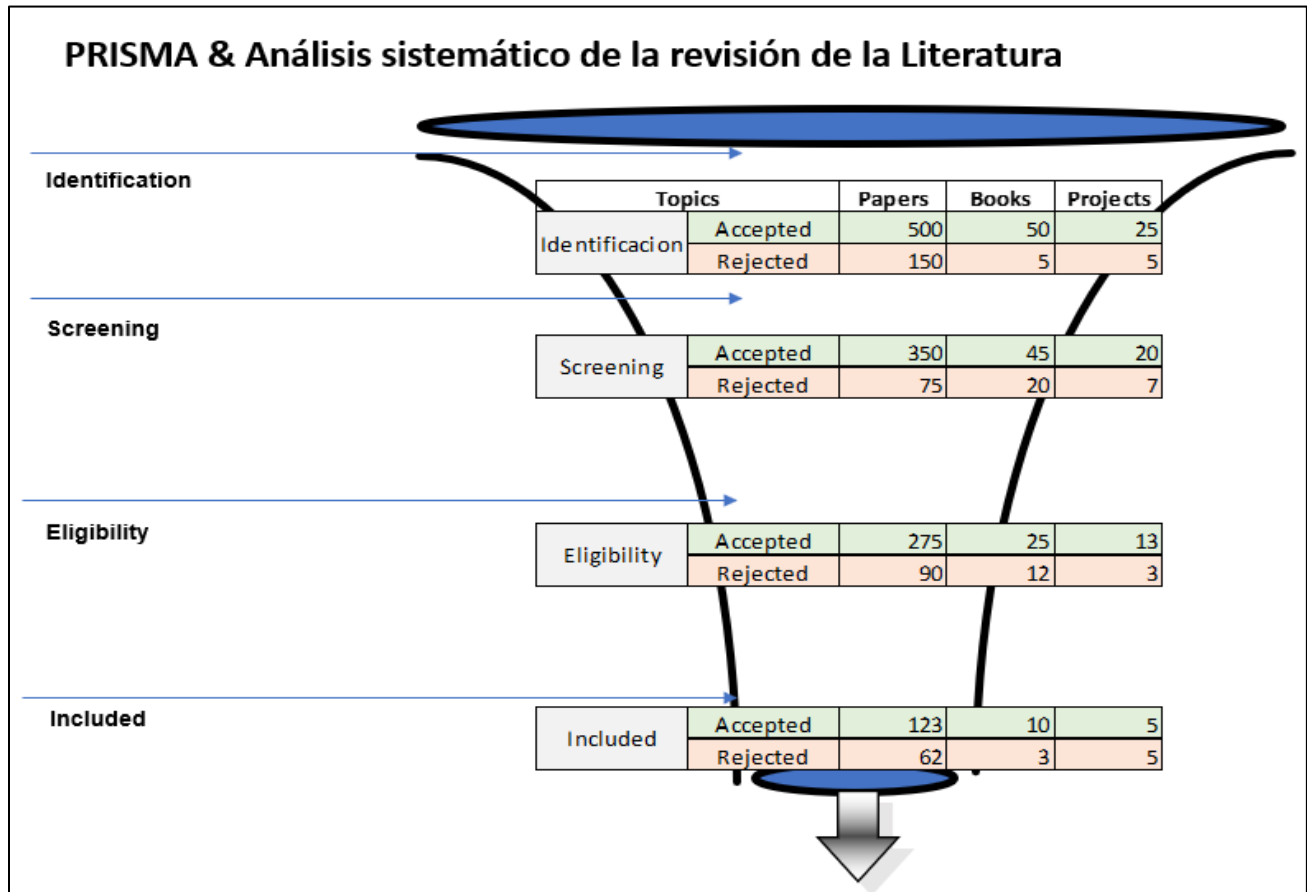 PRISMA & Análisis sistemático de la revisión de la Literatura
Identification
Topics Papers Books Projects
Identificacion
Accepted 500 50 25
Rejected 150 5 5
Screening
Screening
Accepted 350 45 20
Rejected 75 20 7
Eligibility
Eligibility
Accepted 275 25 13
Rejected 90 12 3
Included
Included
Accepted 123 10 5
Rejected 62 3 5